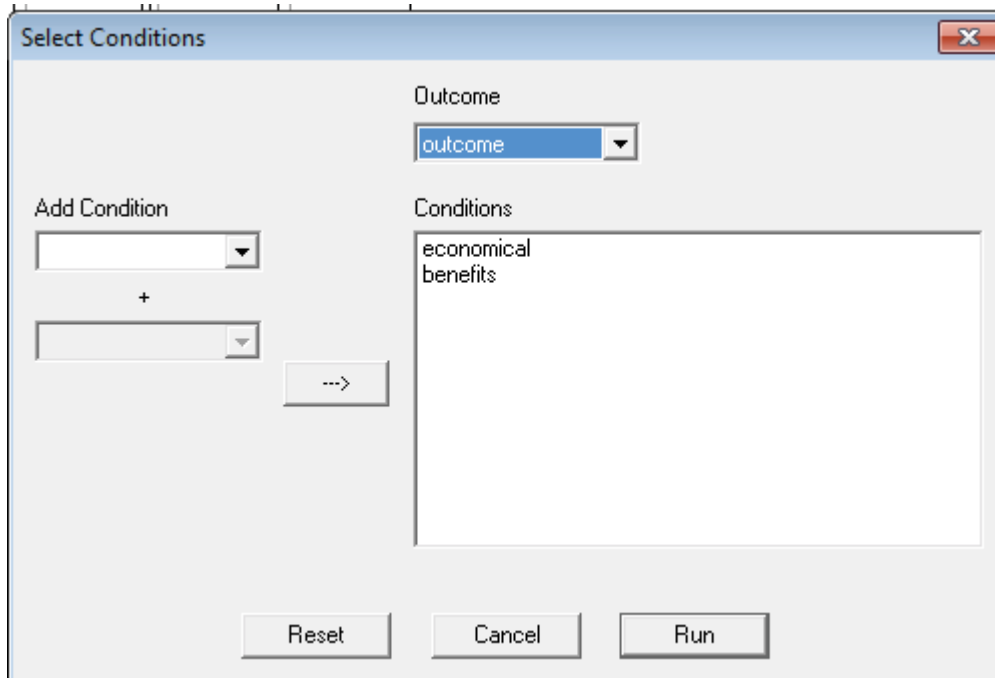 Select Conditions
Outcome
outcome
Add Condition
Conditions
economical
benefits
+
--->
Reset
Cancel
Run